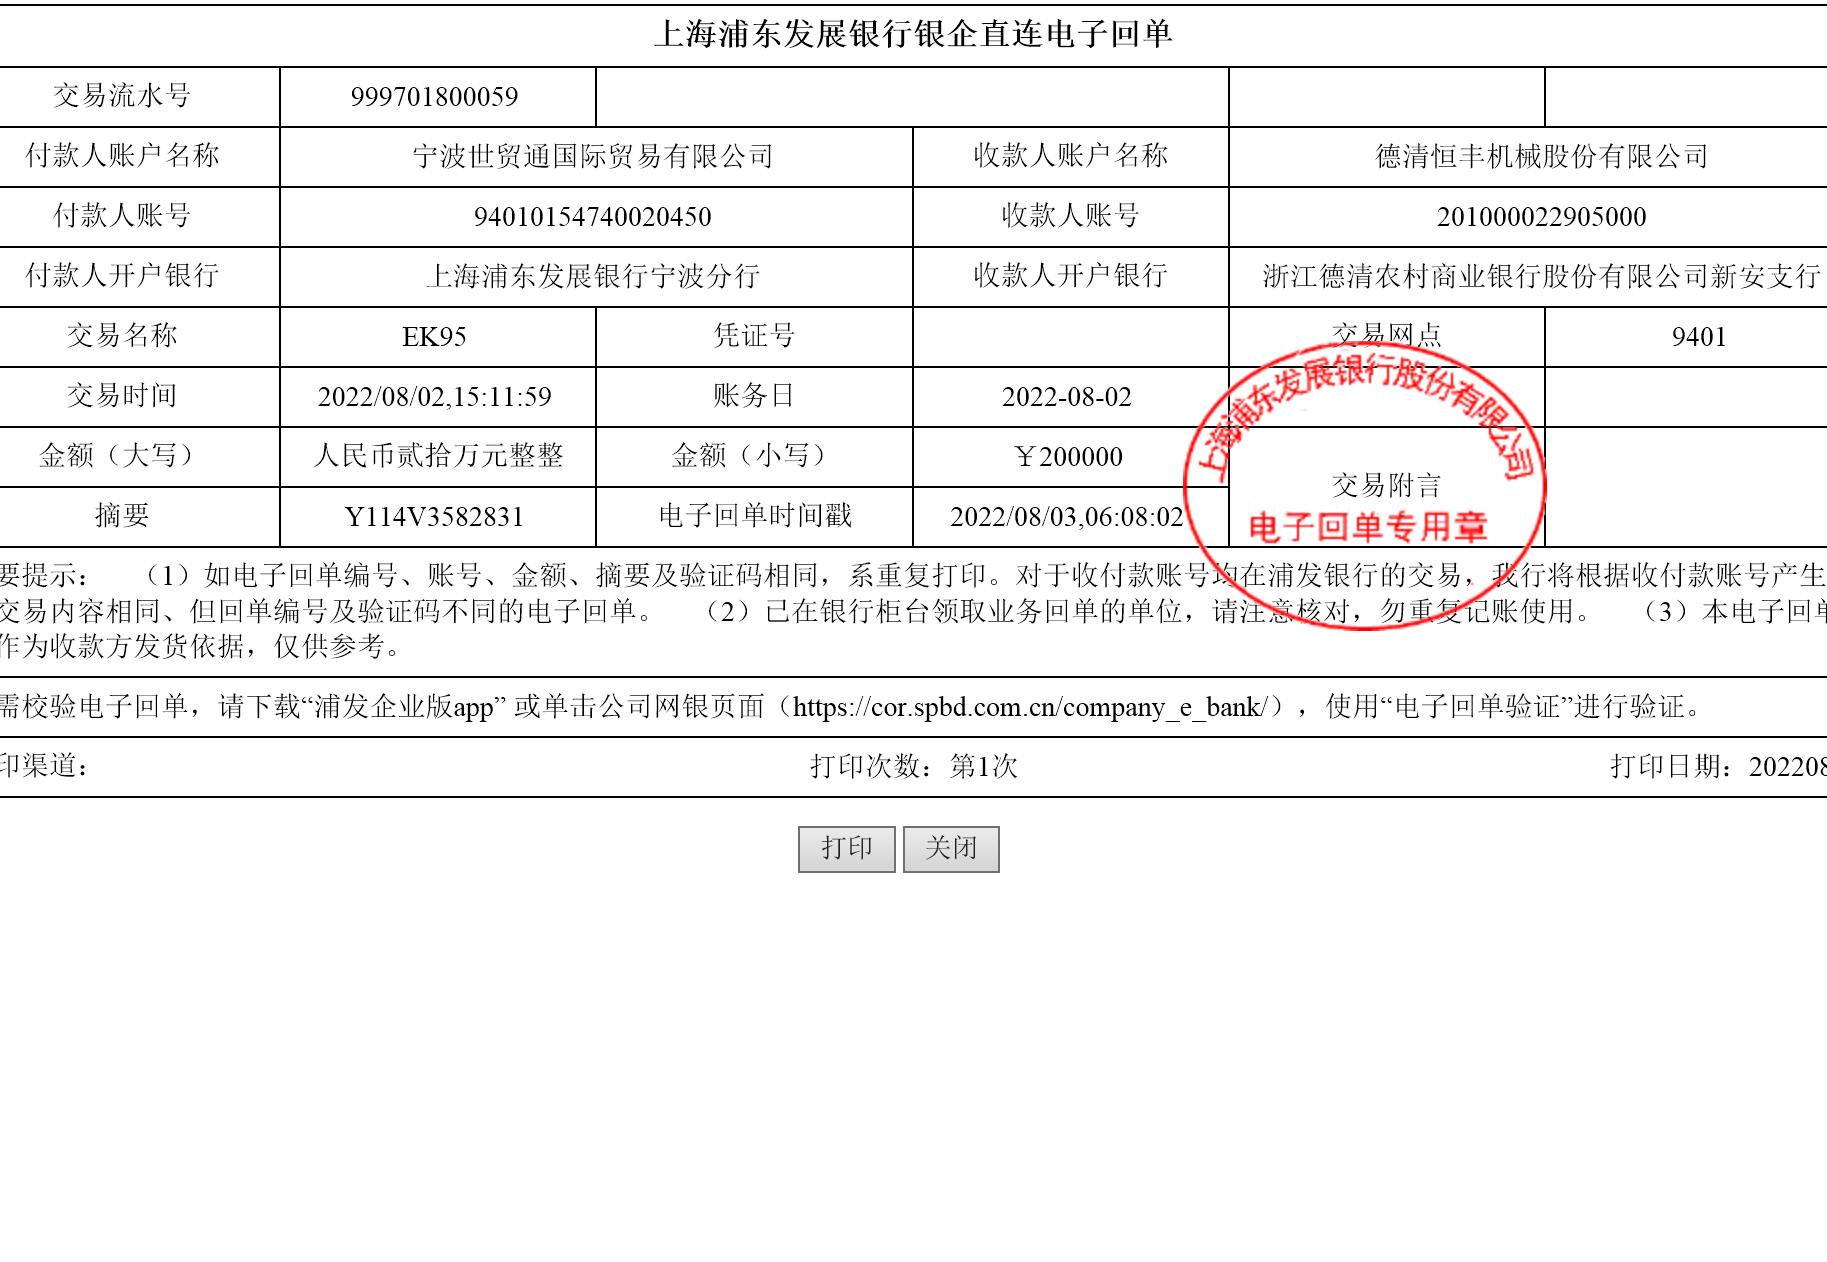 上海浦东发展银行银企直连电子回单
交易流水号 999701800059
付款人账户名称 宁波世贸通国际贸易有限公司 收款人账户名称 德清恒丰机械股份有限公司
付款人账号 94010154740020450 收款人账号 201000022905000
付款人开户银行 上海浦东发展银行宁波分行 收款人开户银行 浙江德清农村商业银行股份有限公司新安支行
交易名称 EK95 凭证号 交易网点 9401
交易时间 2022/08/02,15:11:59 账务日 2022-08-02
金额（大写） 人民币贰拾万元整整 金额（小写） ￥200000 交易附言
摘要 Y114V3582831 电子回单时间戳 2022/08/03,06:08:02
上海浦东发展银行股份有限公司
电子回单专用章
要提示： （1）如电子回单编号、账号、金额、摘要及验证码相同，系重复打印。对于收付款账号均在浦发银行的交易，我行将根据收付款账号产生
交易内容相同、但回单编号及验证码不同的电子回单。 （2）已在银行柜台领取业务回单的单位，请注意核对，勿重复记账使用。 （3）本电子回单
作为收款方发货依据，仅供参考。
需校验电子回单，请下载“浦发企业版app” 或单击公司网银页面（https://cor.spbd.com.cn/company_e_bank/），使用“电子回单验证”进行验证。
印渠道： 打印次数：第1次 打印日期：202208
打印 关闭